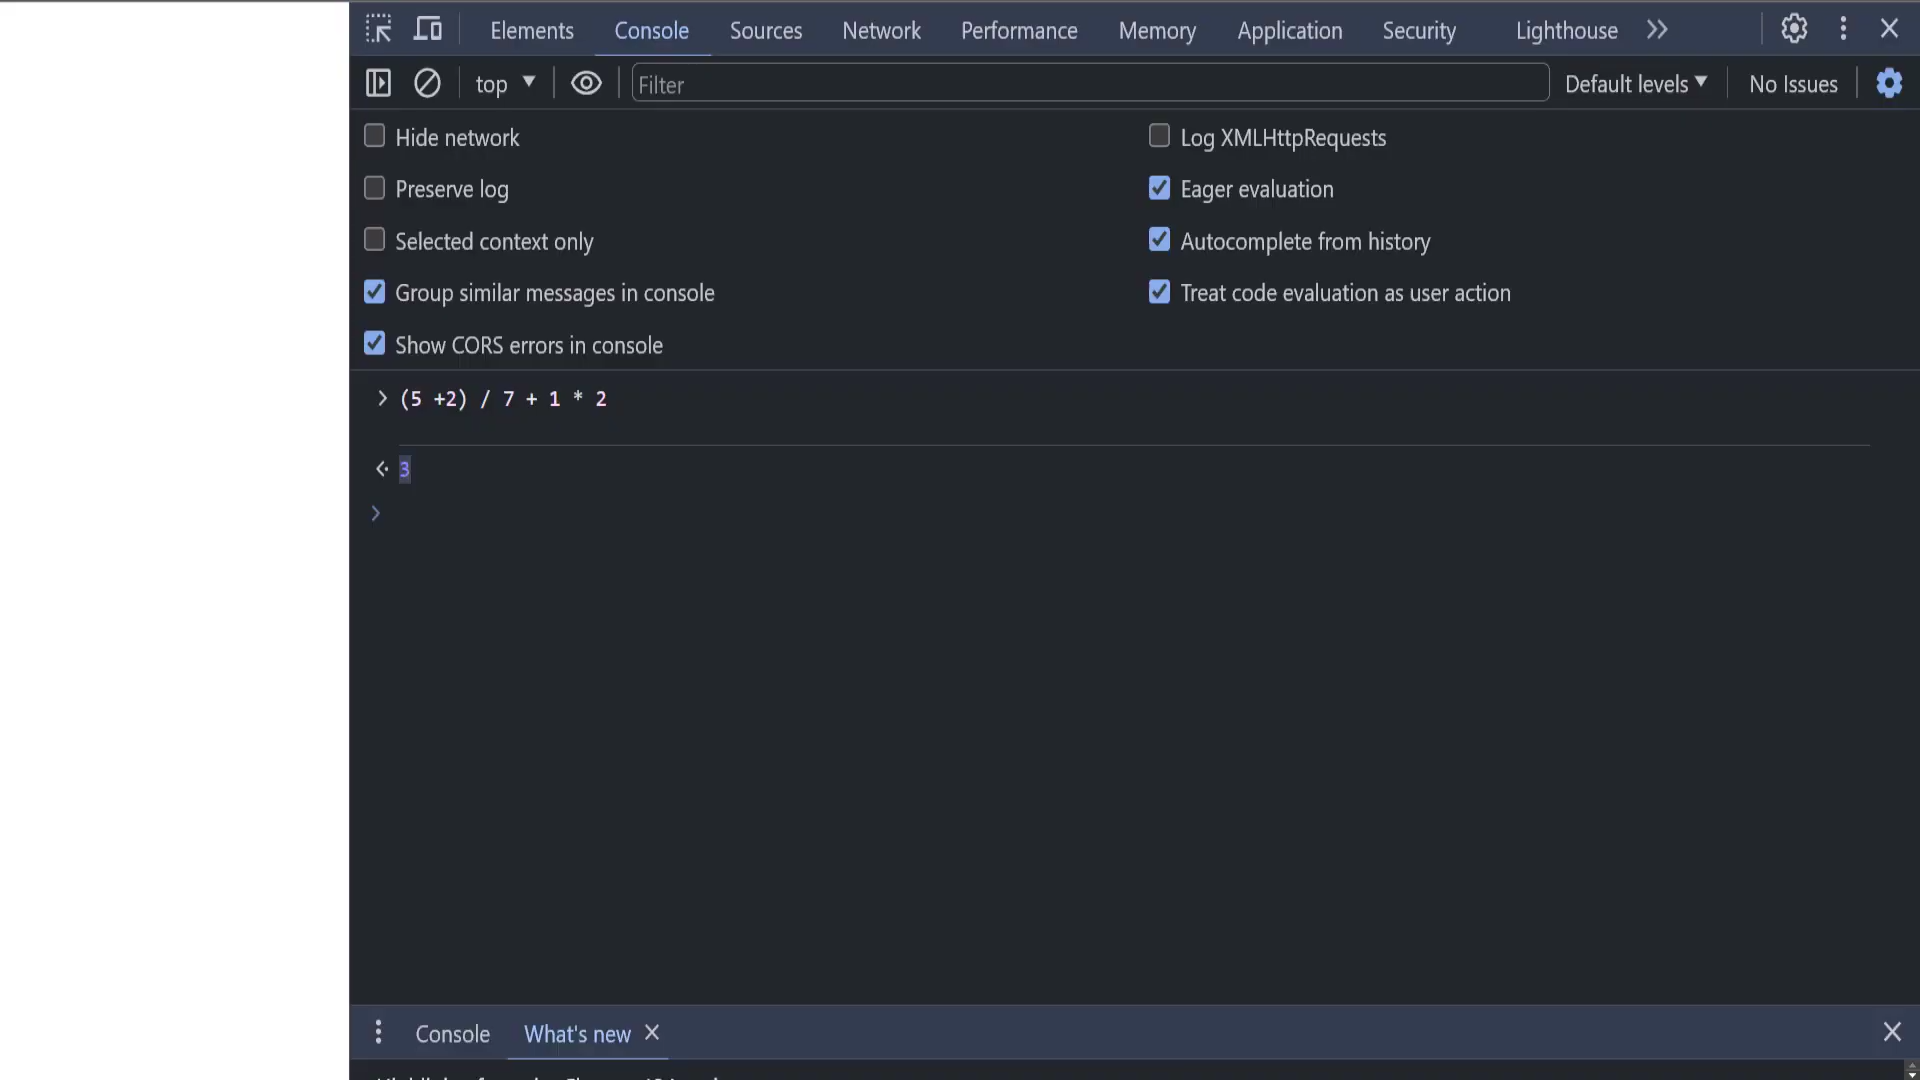 Elements Console Sources Network Performance Memory Application Security Lighthouse
top Filter Default levels No Issues
Hide network Log XMLHttpRequests
Preserve log Eager evaluation
Selected context only Autocomplete from history
Group similar messages in console Treat code evaluation as user action
Show CORS errors in console
> (5 +2) / 7 + 1 * 2
3
>
Console What's new